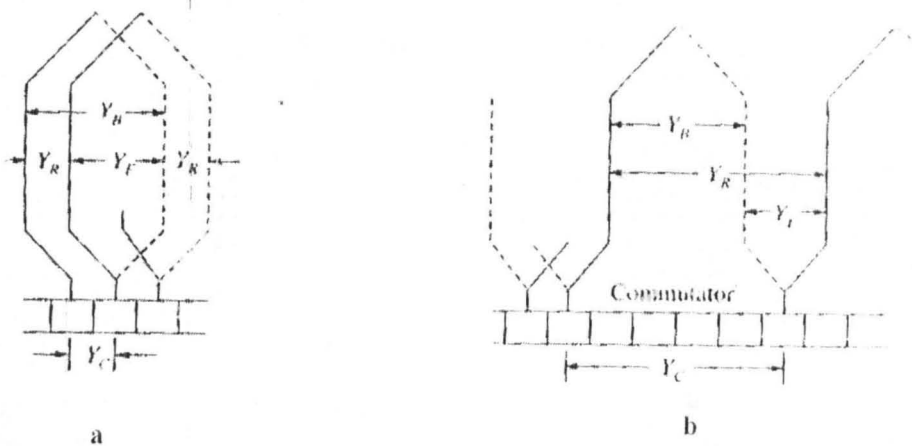 Y_B
Y_R Y_F Y_R
Y_C
a
Y_B
Y_R
Y_I
Commutator
Y_C
b